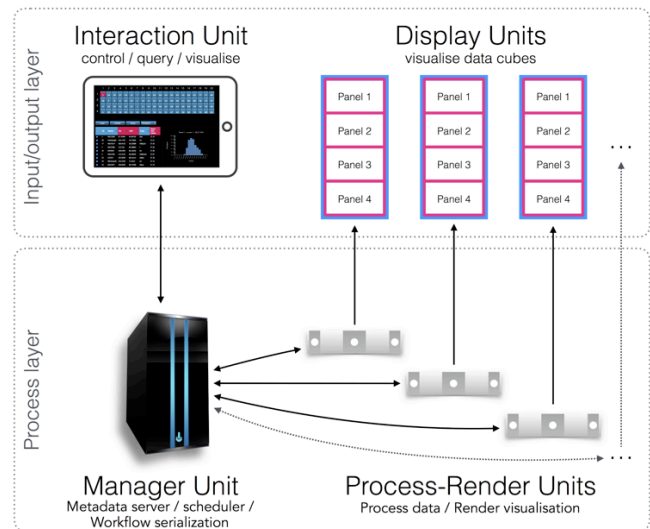 Input/output layer
Interaction Unit
control / query / visualise
Display Units
visualise data cubes
Panel 1
Panel 2
Panel 3
Panel 4
Panel 1
Panel 2
Panel 3
Panel 4
Panel 1
Panel 2
Panel 3
Panel 4
...
Process layer
...
Manager Unit
Metadata server / scheduler /
Workflow serialization
Process-Render Units
Process data / Render visualisation